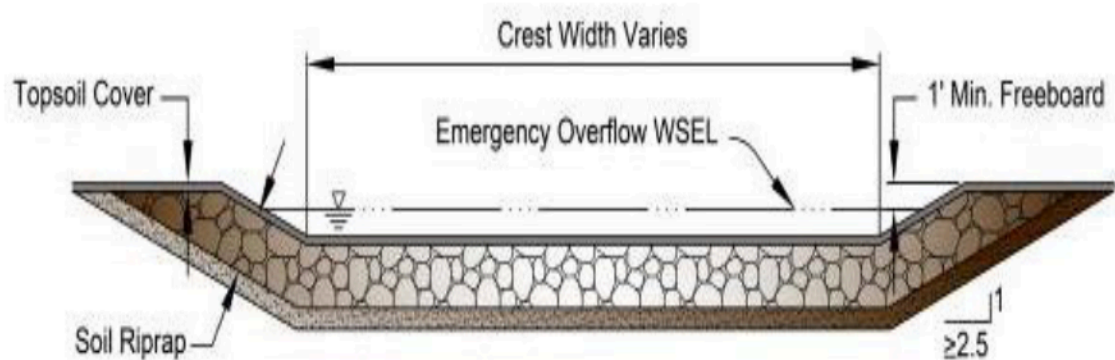 Crest Width Varies
Topsoil Cover
1' Min. Freeboard
Emergency Overflow WSEL
Soil Riprap
1
≥2.5